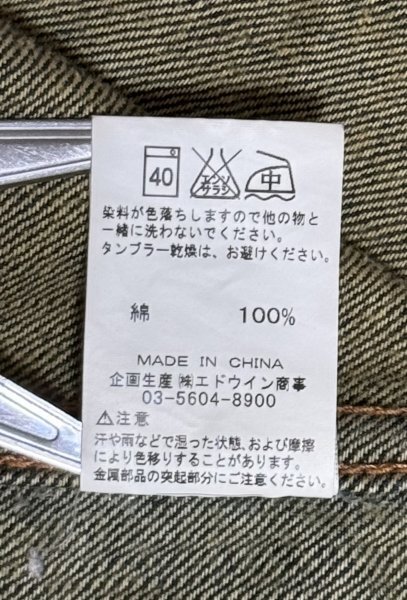 40 エンソサラシ 中
染料が色落ちしますので他の物と
一緒に洗わないでください。
タンブラー乾燥は、お避けください。
綿 100%
MADE IN CHINA
企画生産 ㈱エドウイン商事
03-5604-8900
⚠注意
汗や雨などで湿った状態、および摩擦
により色移りすることがあります。
金属部品の突起部分にご注意ください。